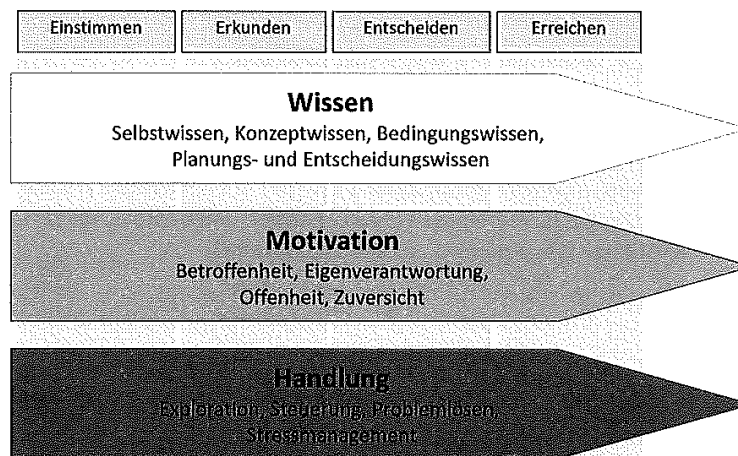 Einstimmen
Erkunden
Entscheiden
Erreichen
Wissen
Selbstwissen, Konzeptwissen, Bedingungswissen,
Planungs- und Entscheidungswissen
Motivation
Betroffenheit, Eigenverantwortung,
Offenheit, Zuversicht
Handlung
Exploration, Steuerung, Problemlösen,
Stressmanagement